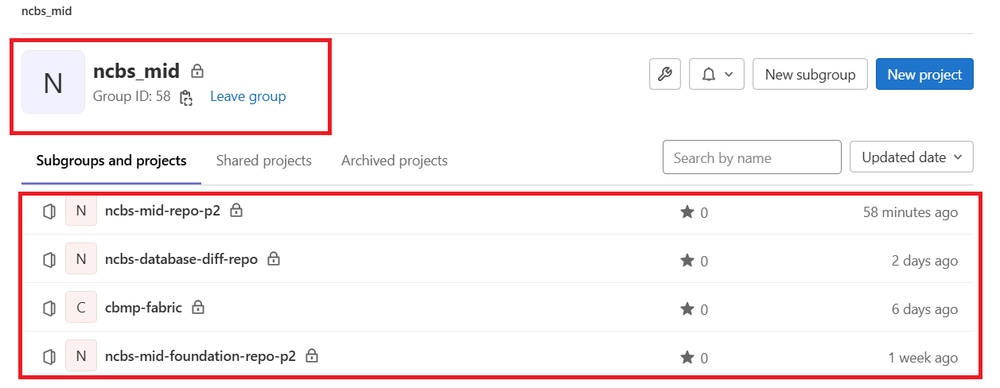 ncbs_mid
N
ncbs_mid
Group ID: 58 Leave group
New subgroup New project
Subgroups and projects Shared projects Archived projects Search by name Updated date
N ncbs-mid-repo-p2 0 58 minutes ago
N ncbs-database-diff-repo 0 2 days ago
C cbmp-fabric 0 6 days ago
N ncbs-mid-foundation-repo-p2 0 1 week ago